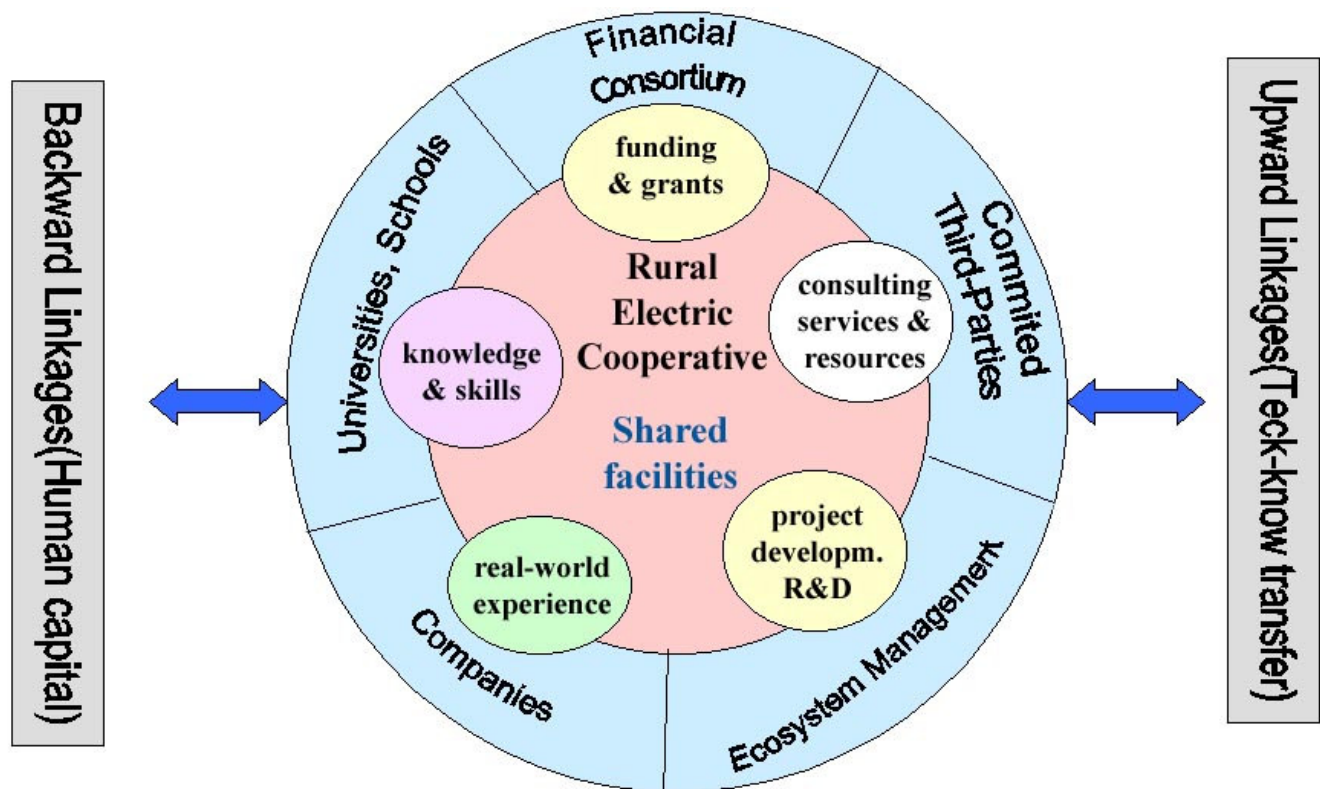 Backward Linkages(Human capital)
Financial
Consortium
funding
& grants
Universities, Schools
knowledge
& skills
Rural
Electric
Cooperative
Shared
facilities
consulting
services &
resources
Commited
Third-Parties
real-world
experience
Companies
project
developm.
R&D
Ecosystem Management
Upward Linkages(Teck-know transfer)